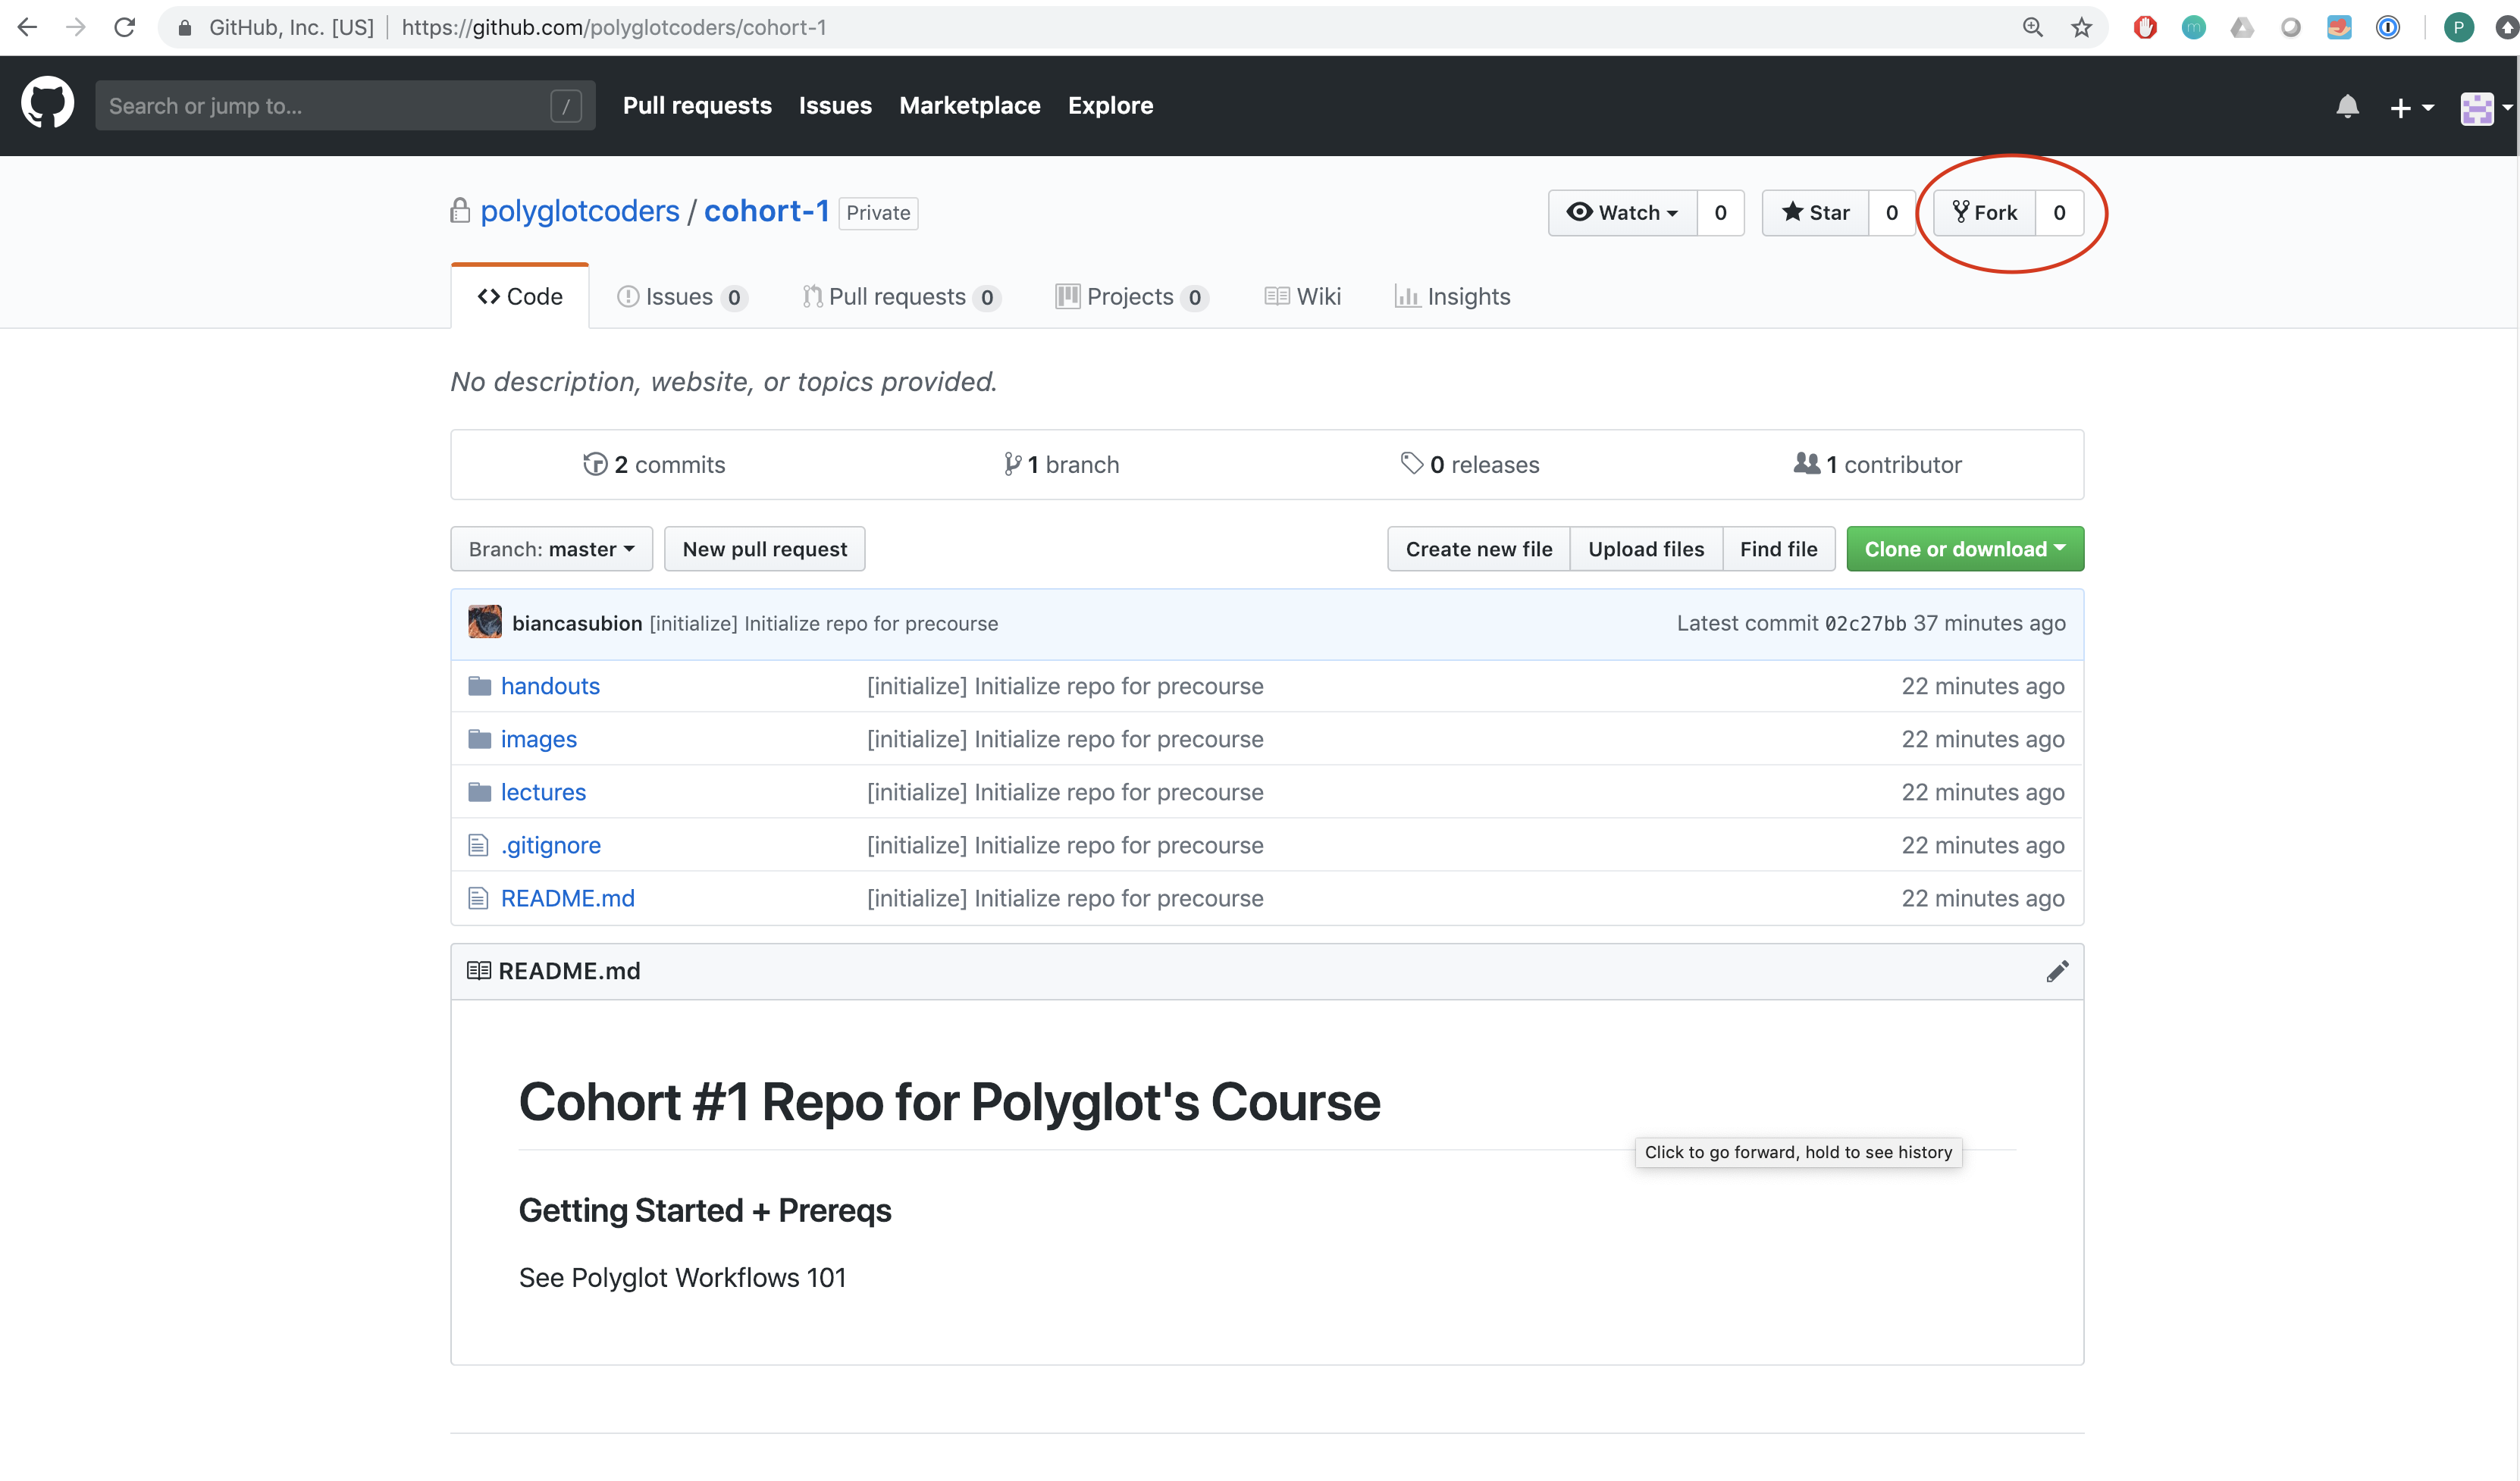 GitHub, Inc. [US] | https://github.com/polyglotcoders/cohort-1 P
Search or jump to... / Pull requests Issues Marketplace Explore
polyglotcoders / cohort-1 Private Watch 0 Star 0 Fork 0
Code Issues 0 Pull requests 0 Projects 0 Wiki Insights
No description, website, or topics provided.
2 commits 1 branch 0 releases 1 contributor
Branch: master New pull request Create new file Upload files Find file Clone or download
biancasubion [initialize] Initialize repo for precourse Latest commit 02c27bb 37 minutes ago
handouts [initialize] Initialize repo for precourse 22 minutes ago
images [initialize] Initialize repo for precourse 22 minutes ago
lectures [initialize] Initialize repo for precourse 22 minutes ago
.gitignore [initialize] Initialize repo for precourse 22 minutes ago
README.md [initialize] Initialize repo for precourse 22 minutes ago
README.md
Cohort #1 Repo for Polyglot's Course
Click to go forward, hold to see history
Getting Started + Prereqs
See Polyglot Workflows 101